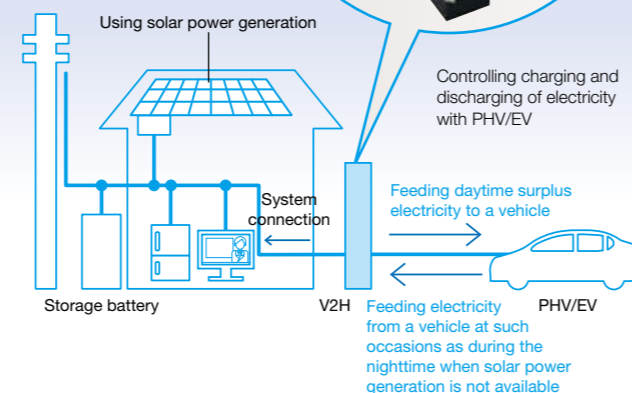 Using solar power generation
Controlling charging and
discharging of electricity
with PHV/EV
System
connection
Feeding daytime surplus
electricity to a vehicle
Storage battery
V2H
Feeding electricity
from a vehicle at such
occasions as during the
nighttime when solar power
generation is not available
PHV/EV